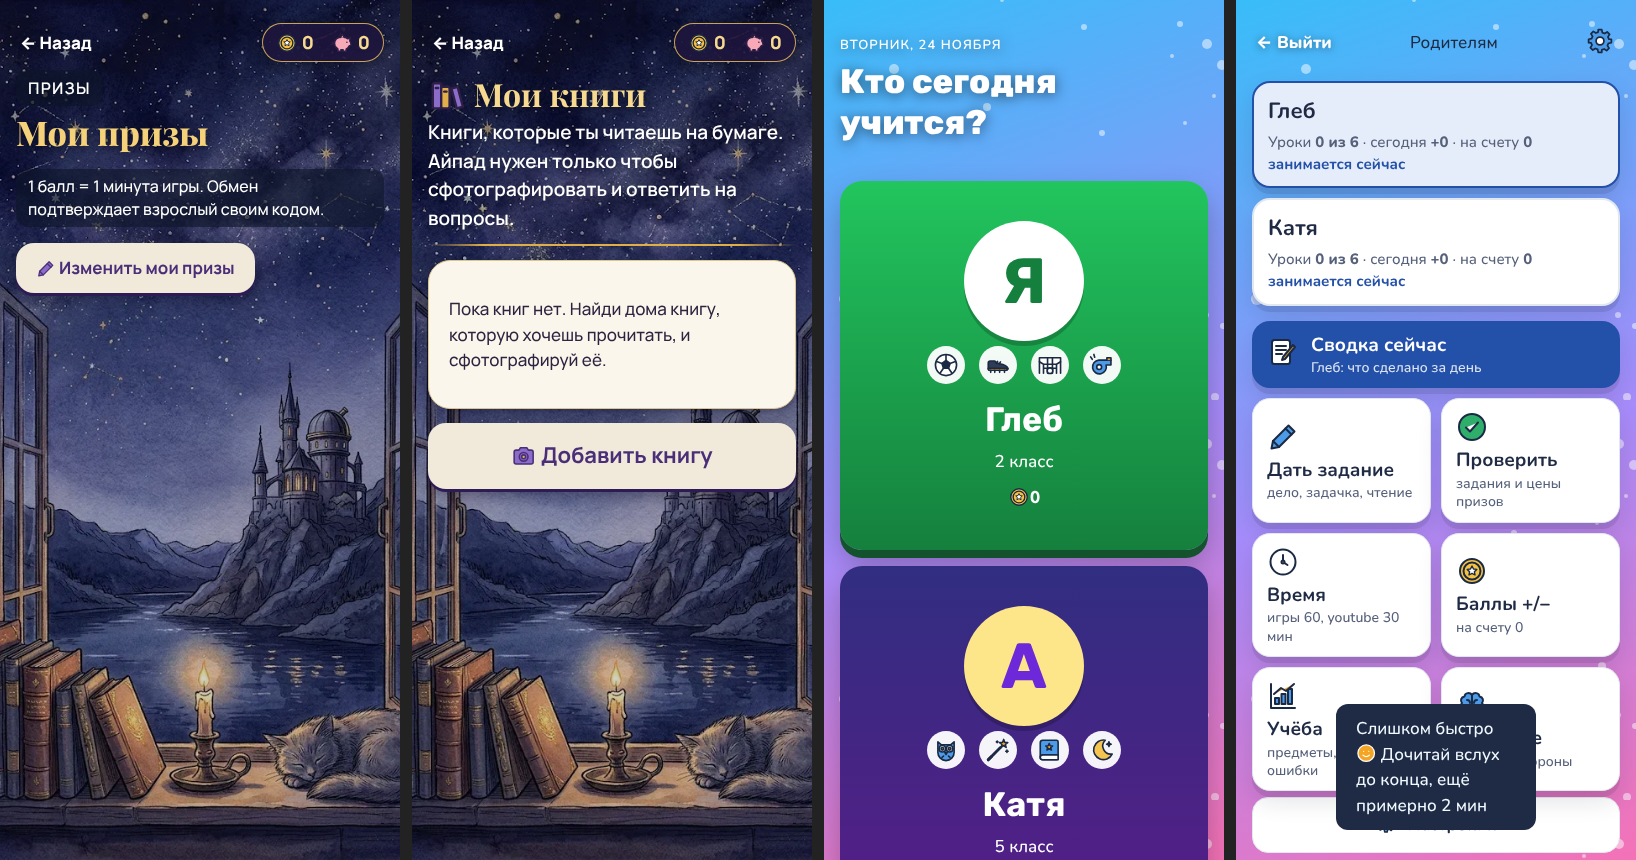 ← Назад
0 0
ПРИЗЫ
Мои призы
1 балл = 1 минута игры. Обмен
подтверждает взрослый своим кодом.
Изменить мои призы
← Назад
0 0
Мои книги
Книги, которые ты читаешь на бумаге.
Айпад нужен только чтобы
сфотографировать и ответить на
вопросы.
Пока книг нет. Найди дома книгу,
которую хочешь прочитать, и
сфотографируй её.
Добавить книгу
ВТОРНИК, 24 НОЯБРЯ
Кто сегодня
учится?
Я
Глеб
2 класс
0
А
Катя
5 класс
← Выйти
Родителям
Глеб
Уроки 0 из 6 · сегодня +0 · на счету 0
занимается сейчас
Катя
Уроки 0 из 6 · сегодня +0 · на счету 0
занимается сейчас
Сводка сейчас
Глеб: что сделано за день
Дать задание
дело, задачка, чтение
Проверить
задания и цены
призов
Время
игры 60, youtube 30
мин
Баллы +/−
на счету 0
Учёба
предметы,
ошибки
Слишком быстро
Дочитай вслух
до конца, ещё
примерно 2 мин